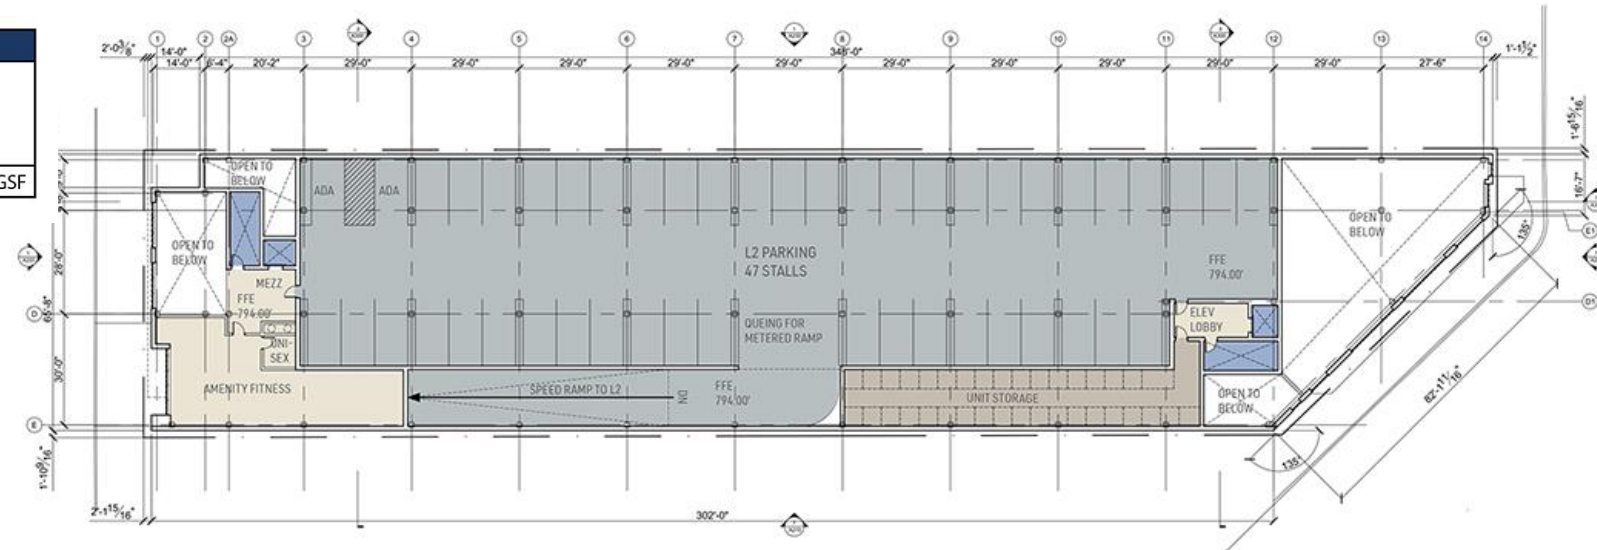 GSF
1 2 2A 3 4 5 6 7 8 9 10 11 12 13 14
2'-0⅜" 14'-0" 348'-0" 1'-1½"
14'-0" 6'-4" 20'-2" 29'-0" 29'-0" 29'-0" 29'-0" 29'-0" 29'-0" 29'-0" 29'-0" 29'-0" 29'-0" 27'-6"
1'-6 15/16"
16'-7"
OPEN TO
BELOW
ADA
ADA
OPEN TO
BELOW
OPEN TO
BELOW
135°
E1
28'-0"
65'-8"
L2 PARKING
47 STALLS
MEZZ
FFE
794.00'
FFE
794.00'
D
D1
ELEV
LOBBY
QUEING FOR
METERED RAMP
UNI-
SEX
30'-0"
AMENITY FITNESS
SPEED RAMP TO L2
DN
FFE
794.00'
UNIT STORAGE
OPEN TO
BELOW
82'-1 11/16"
E
135°
1'-10 9/16"
2'-1 15/16"
302'-0"